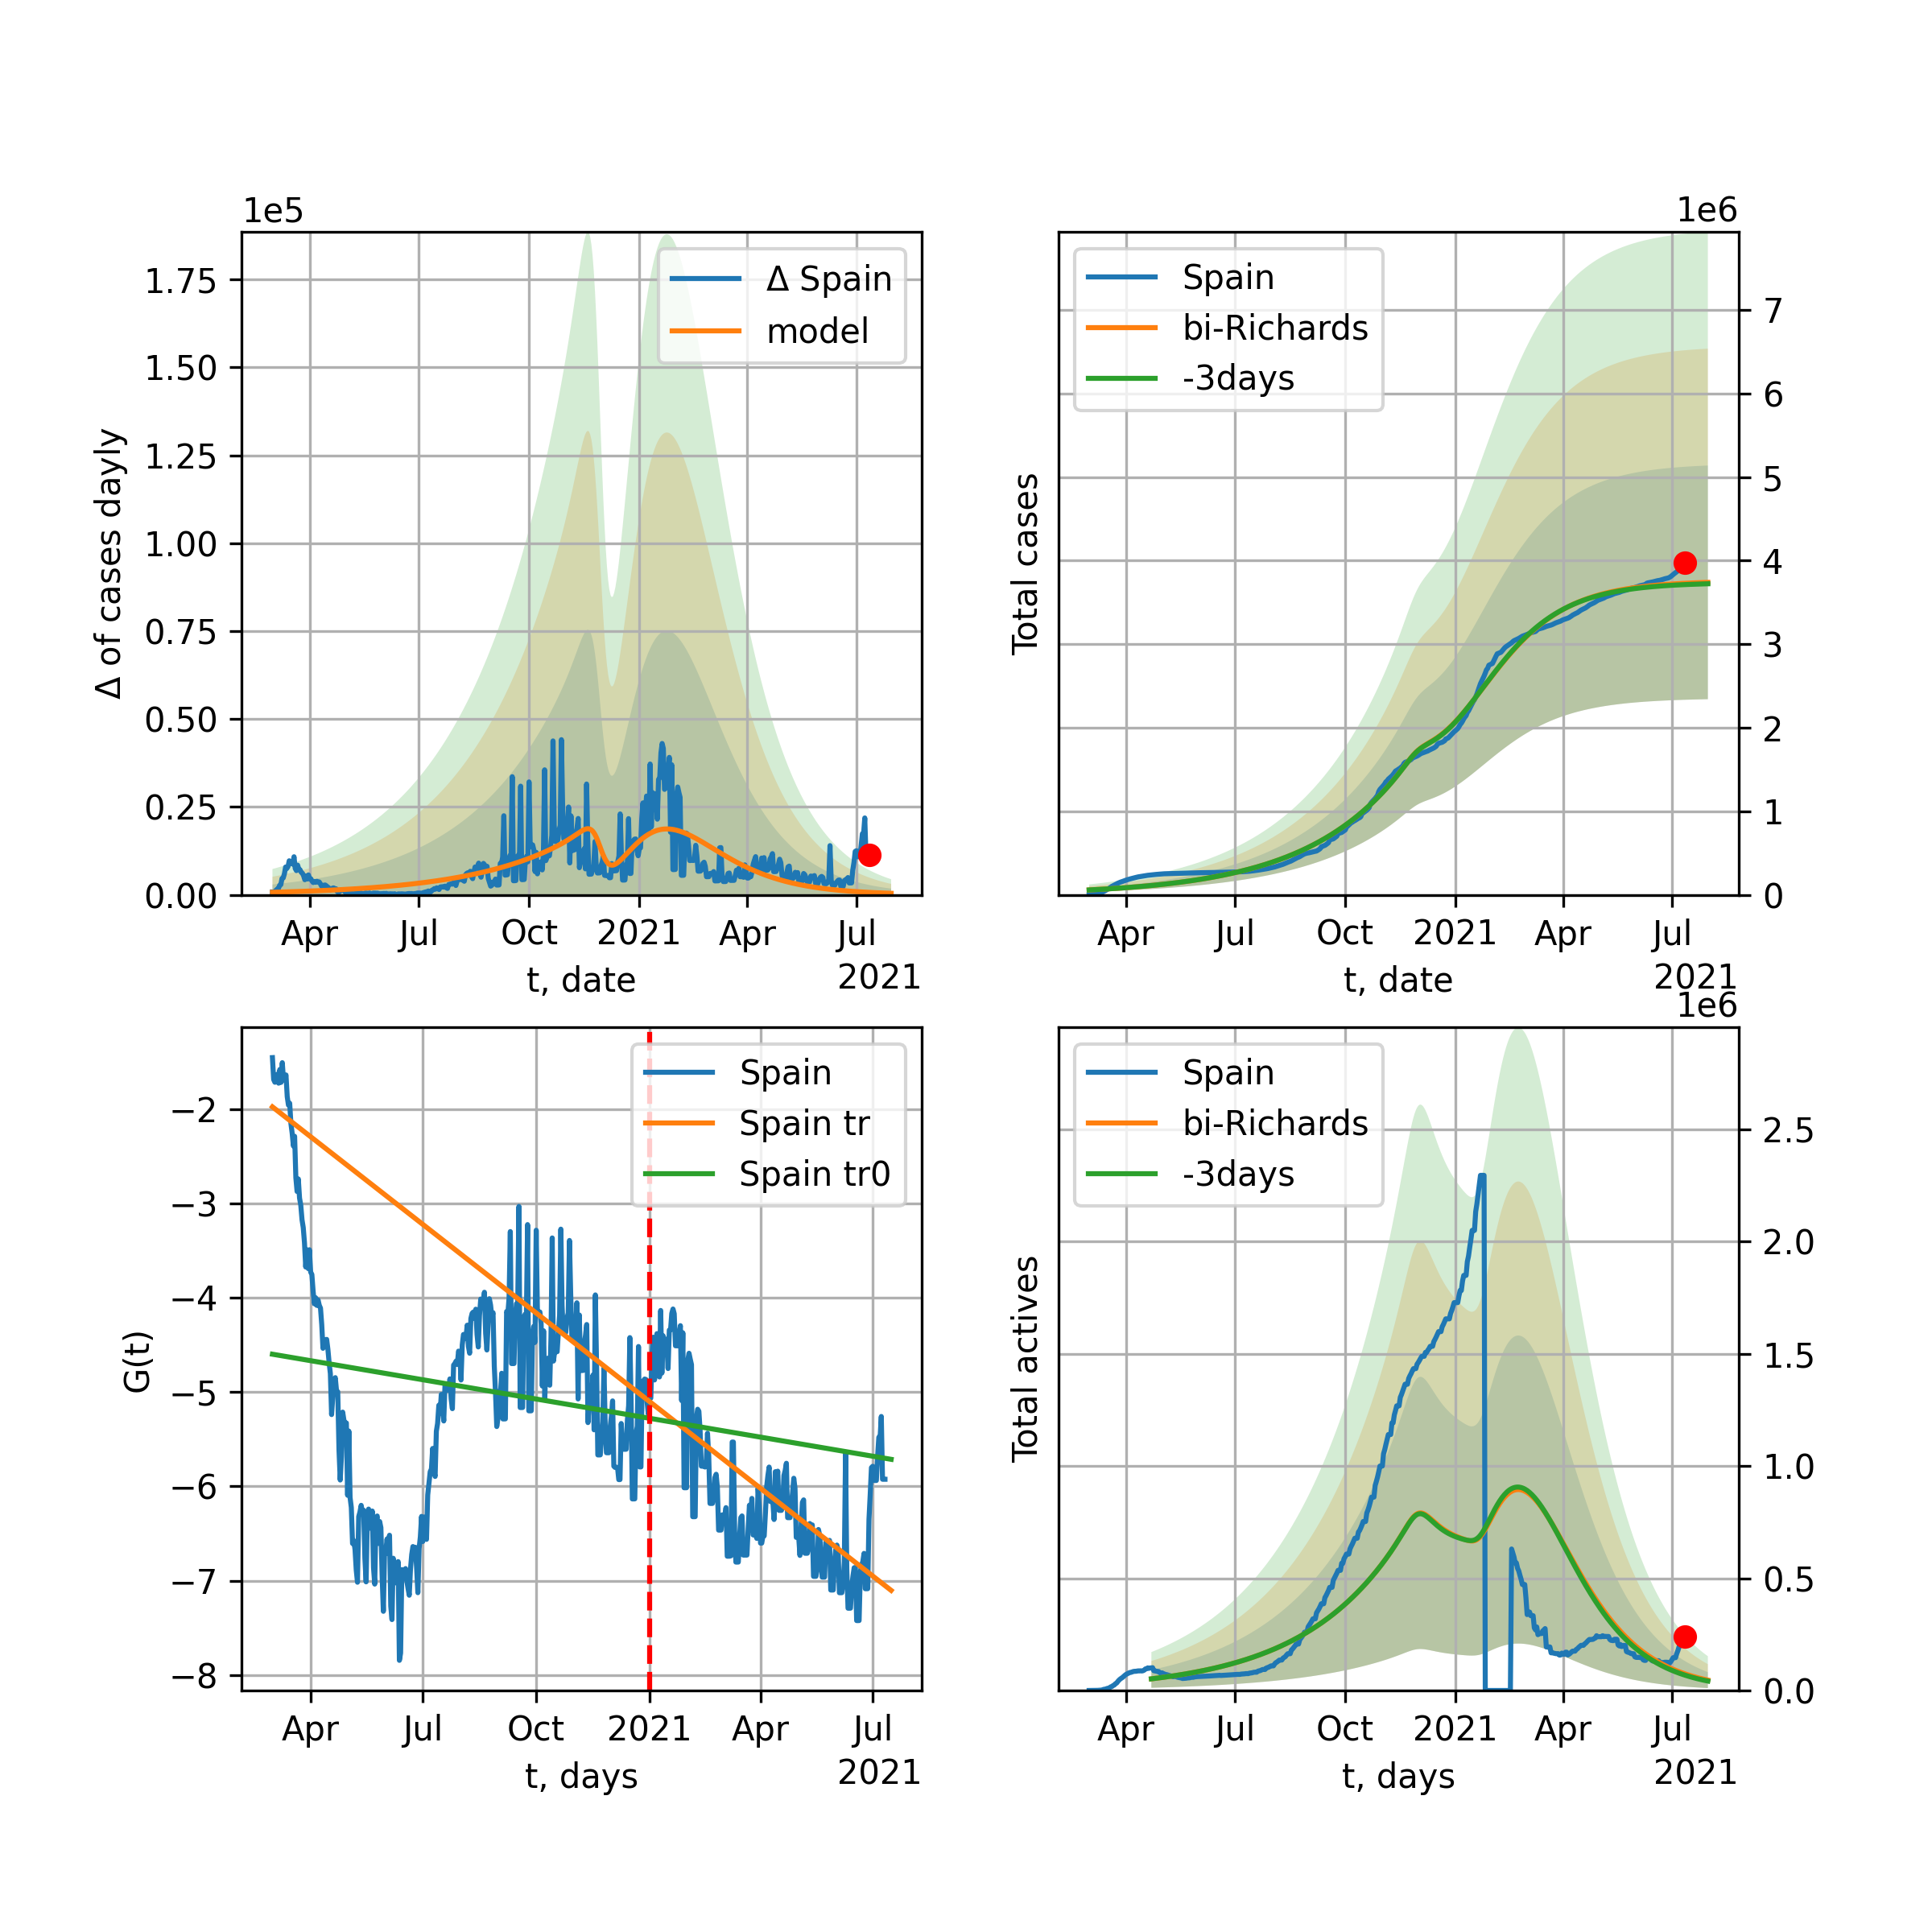 1e5
Δ of cases dayly
1.75
1.50
1.25
1.00
0.75
0.50
0.25
0.00
Δ Spain
model
Apr Jul Oct 2021 Apr Jul
2021
t, date
1e6
Total cases
Spain
bi-Richards
-3days
7
6
5
4
3
2
1
0
Apr Jul Oct 2021 Apr Jul
2021
t, date
G(t)
−2
−3
−4
−5
−6
−7
−8
Spain
Spain tr
Spain tr0
Apr Jul Oct 2021 Apr Jul
2021
t, days
1e6
Total actives
Spain
bi-Richards
-3days
2.5
2.0
1.5
1.0
0.5
0.0
Apr Jul Oct 2021 Apr Jul
2021
t, days